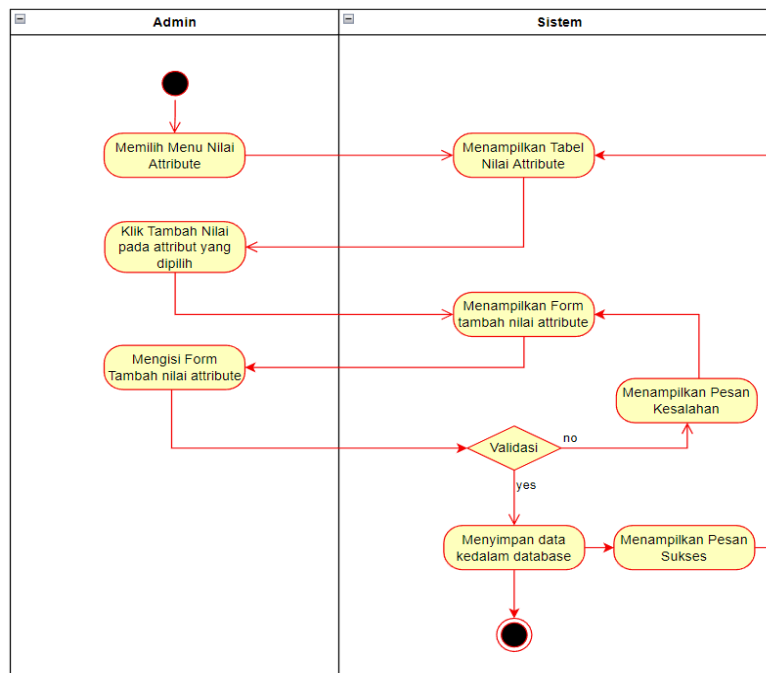 Admin
Sistem
Memilih Menu Nilai
Attribute
Menampilkan Tabel
Nilai Attribute
Klik Tambah Nilai
pada attribut yang
dipilih
Menampilkan Form
tambah nilai attribute
Mengisi Form
Tambah nilai attribute
Menampilkan Pesan
Kesalahan
Validasi
no
yes
Menyimpan data
kedalam database
Menampilkan Pesan
Sukses